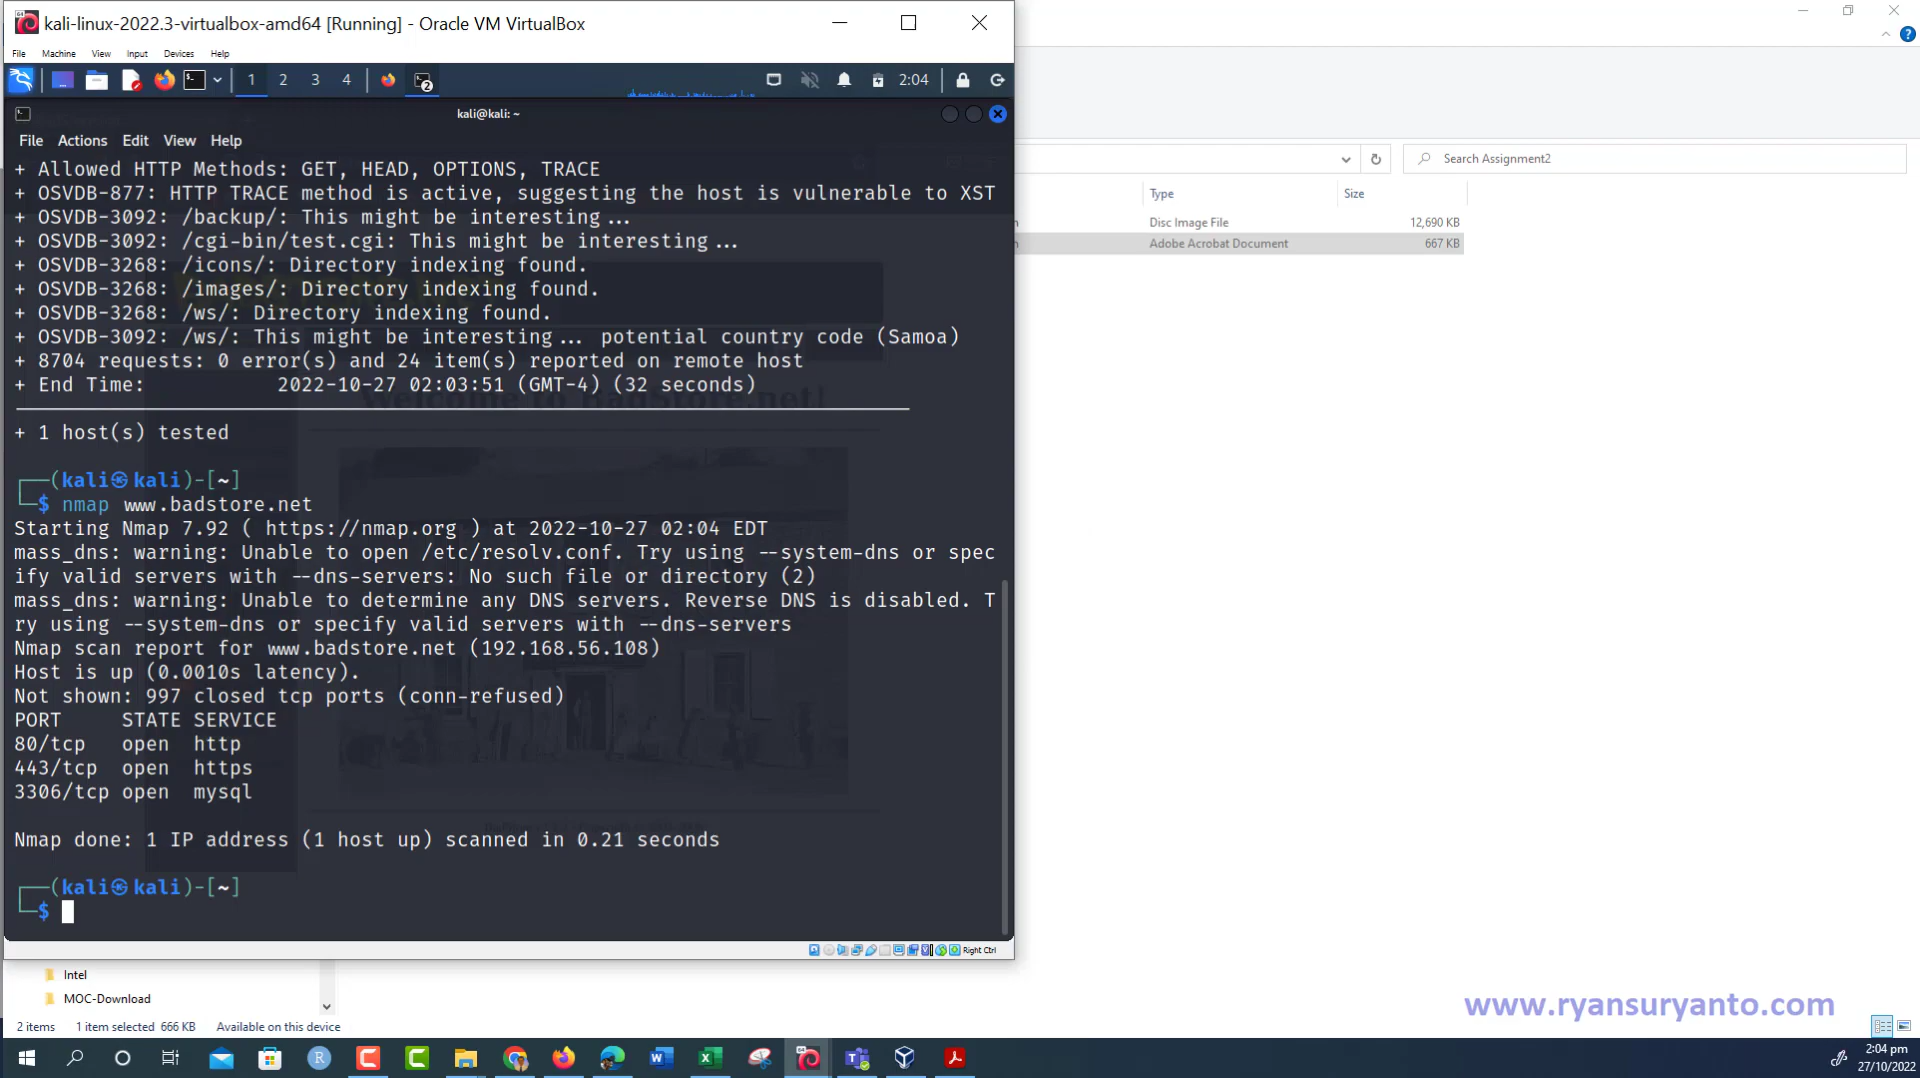 kali-linux-2022.3-virtualbox-amd64 [Running] - Oracle VM VirtualBox
File Machine View Input Devices Help
1 2 3 4 2 2:04
kali@kali: ~
File Actions Edit View Help
+ Allowed HTTP Methods: GET, HEAD, OPTIONS, TRACE
+ OSVDB-877: HTTP TRACE method is active, suggesting the host is vulnerable to XST
+ OSVDB-3092: /backup/: This might be interesting...
+ OSVDB-3092: /cgi-bin/test.cgi: This might be interesting...
+ OSVDB-3268: /icons/: Directory indexing found.
+ OSVDB-3268: /images/: Directory indexing found.
+ OSVDB-3268: /ws/: Directory indexing found.
+ OSVDB-3092: /ws/: This might be interesting... potential country code (Samoa)
+ 8704 requests: 0 error(s) and 24 item(s) reported on remote host
+ End Time: 2022-10-27 02:03:51 (GMT-4) (32 seconds)
Welcome to BadStore.net!
+ 1 host(s) tested
(kali㉿kali)-[~]
$ nmap www.badstore.net
Starting Nmap 7.92 ( https://nmap.org ) at 2022-10-27 02:04 EDT
mass_dns: warning: Unable to open /etc/resolv.conf. Try using --system-dns or spec
ify valid servers with --dns-servers: No such file or directory (2)
mass_dns: warning: Unable to determine any DNS servers. Reverse DNS is disabled. T
ry using --system-dns or specify valid servers with --dns-servers
Nmap scan report for www.badstore.net (192.168.56.108)
Host is up (0.0010s latency).
Not shown: 997 closed tcp ports (conn-refused)
PORT STATE SERVICE
80/tcp open http
443/tcp open https
3306/tcp open mysql
Nmap done: 1 IP address (1 host up) scanned in 0.21 seconds
(kali㉿kali)-[~]
$
Right Ctrl
Search Assignment2
Type Size
Disc Image File 12,690 KB
Adobe Acrobat Document 667 KB
Intel
MOC-Download
2 items 1 item selected 666 KB Available on this device
www.ryansuryanto.com
2:04 pm
27/10/2022